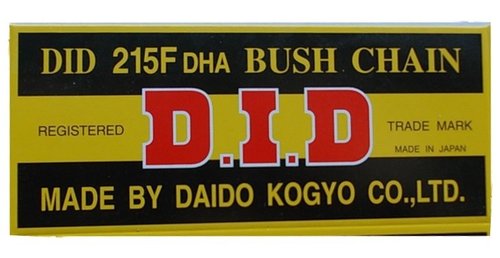 DID 215F DHA BUSH CHAIN
REGISTERED D.I.D TRADE MARK
MADE IN JAPAN
MADE BY DAIDO KOGYO CO.,LTD.